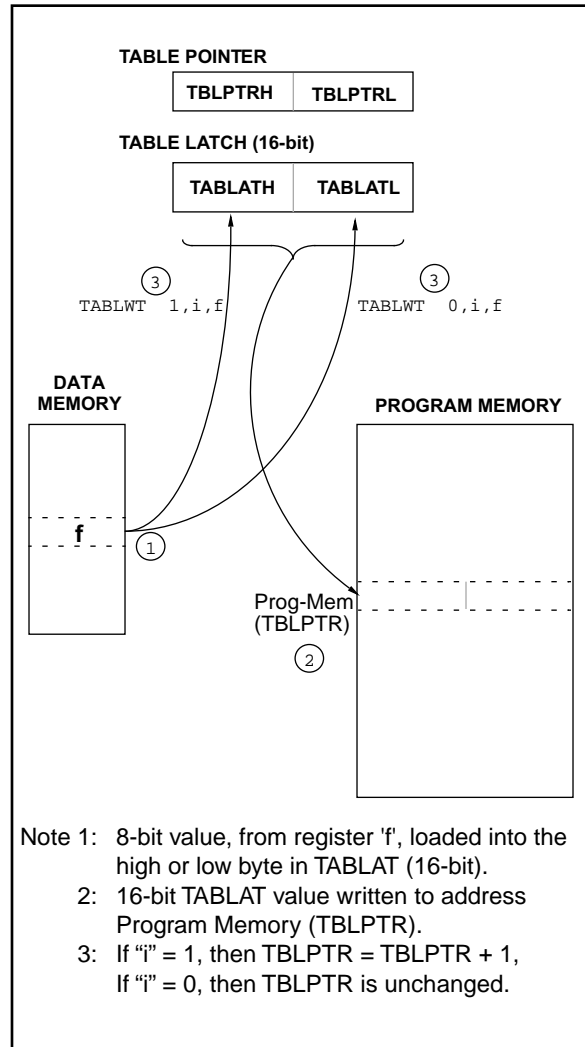 TABLE POINTER
TBLPTRH TBLPTRL
TABLE LATCH (16-bit)
TABLATH TABLATL
3 3
TABLWT 1,i,f TABLWT 0,i,f
DATA
MEMORY
PROGRAM MEMORY
f
1
Prog-Mem
(TBLPTR)
2
Note 1: 8-bit value, from register 'f', loaded into the
high or low byte in TABLAT (16-bit).
2: 16-bit TABLAT value written to address
Program Memory (TBLPTR).
3: If “i” = 1, then TBLPTR = TBLPTR + 1,
If “i” = 0, then TBLPTR is unchanged.